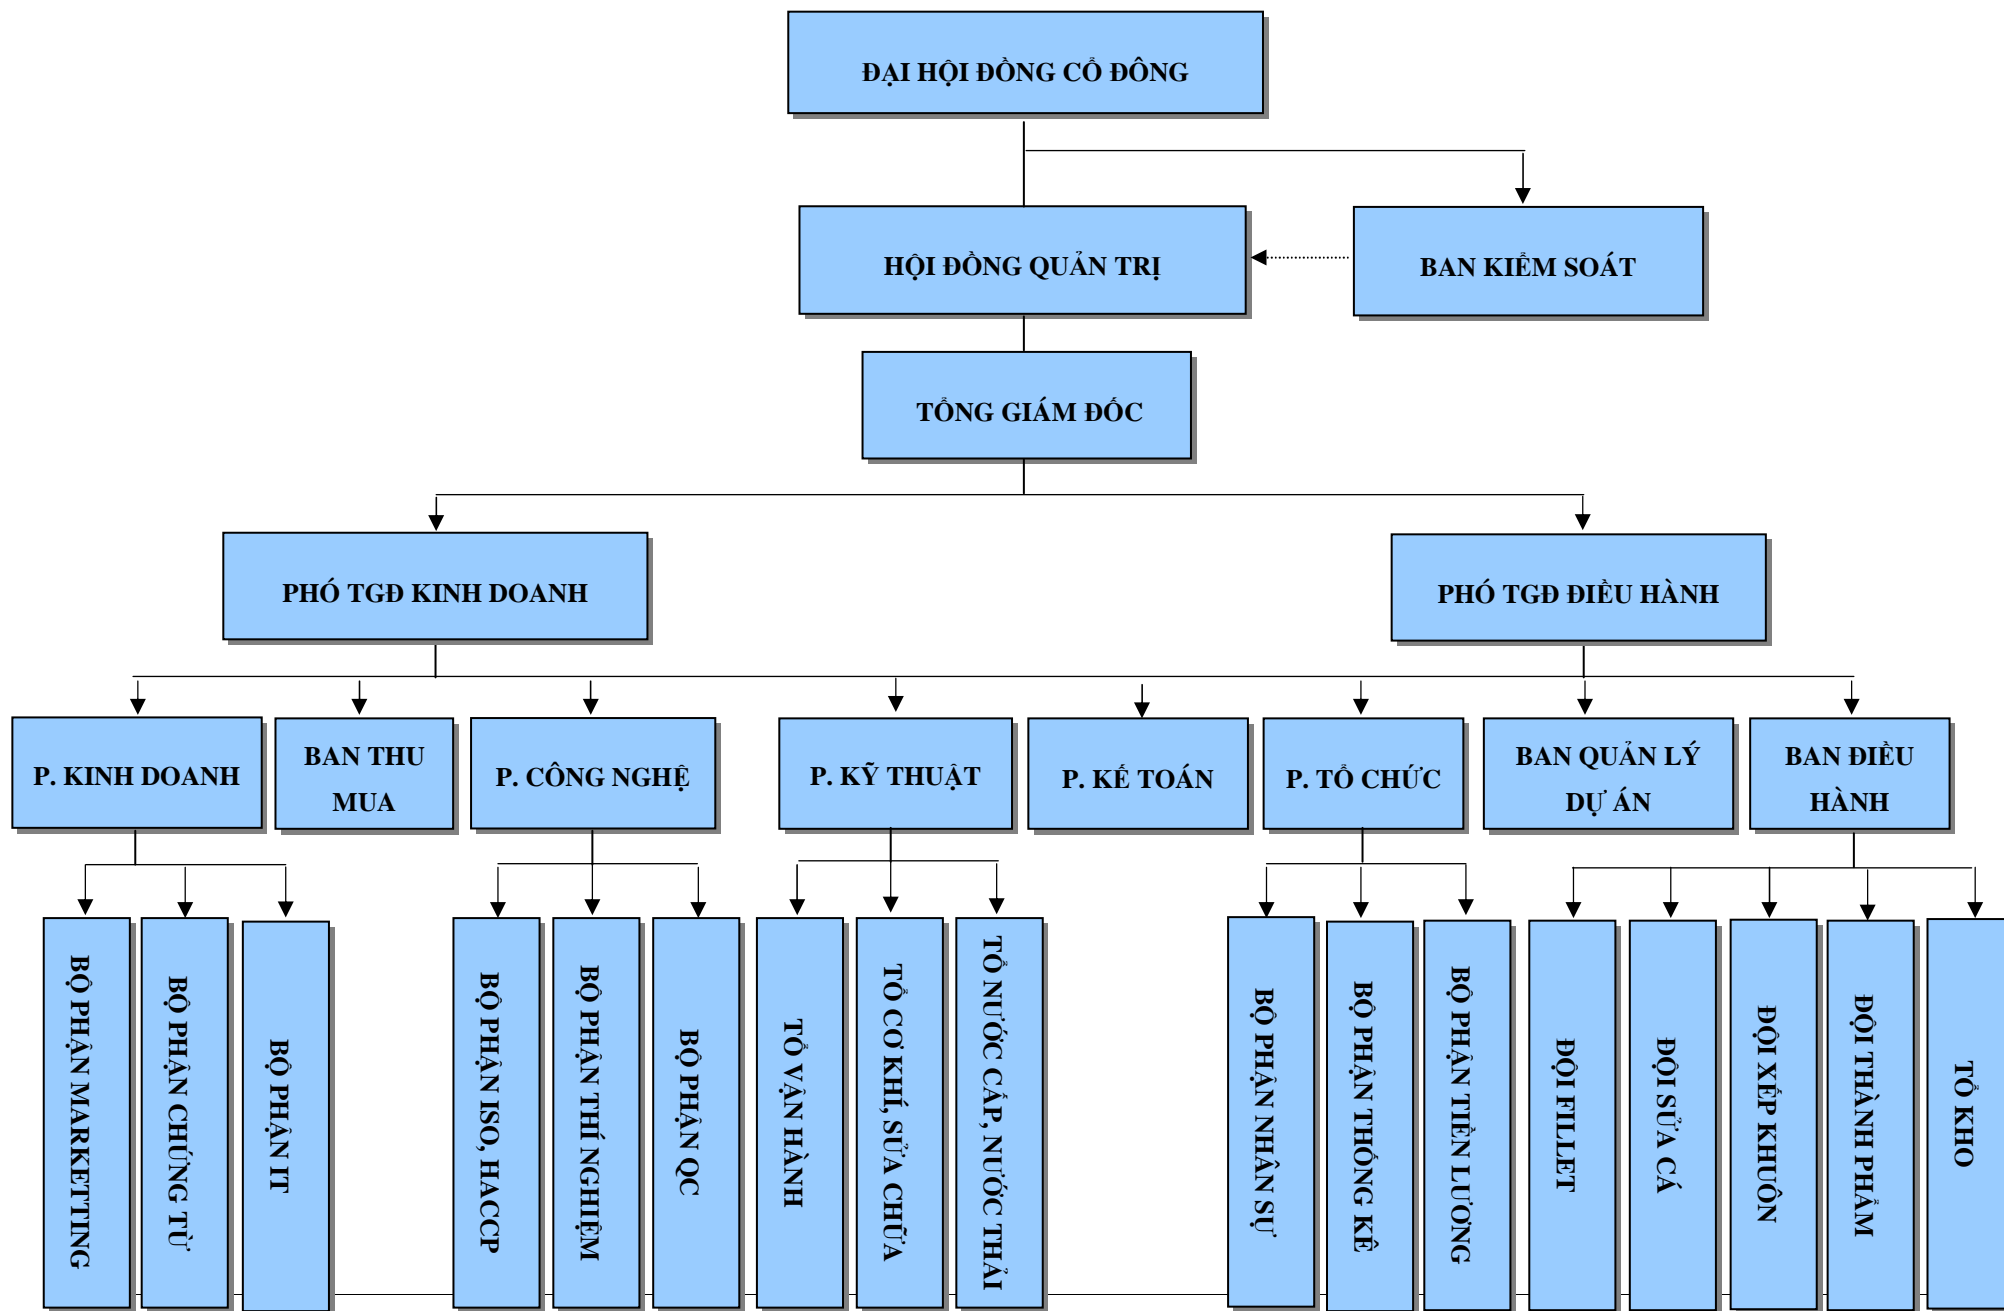 ĐẠI HỘI ĐỒNG CỔ ĐÔNG
HỘI ĐỒNG QUẢN TRỊ
BAN KIỂM SOÁT
TỔNG GIÁM ĐỐC
PHÓ TGĐ KINH DOANH
PHÓ TGĐ ĐIỀU HÀNH
P. KINH DOANH
BAN THU
MUA
P. CÔNG NGHỆ
P. KỸ THUẬT
P. KẾ TOÁN
P. TỔ CHỨC
BAN QUẢN LÝ
DỰ ÁN
BAN ĐIỀU
HÀNH
BỘ PHẬN MARKETTING
BỘ PHẬN CHỨNG TỪ
BỘ PHẬN IT
BỘ PHẬN ISO, HACCP
BỘ PHẬN THÍ NGHIỆM
BỘ PHẬN QC
TỔ VẬN HÀNH
TỔ CƠ KHÍ, SỬA CHỮA
TỔ NƯỚC CẤP, NƯỚC THẢI
BỘ PHẬN NHÂN SỰ
BỘ PHẬN THỐNG KÊ
BỘ PHẬN TIỀN LƯƠNG
ĐỘI FILLET
ĐỘI SỬA CÁ
ĐỘI XẾP KHUÔN
ĐỘI THÀNH PHẨM
TỔ KHO